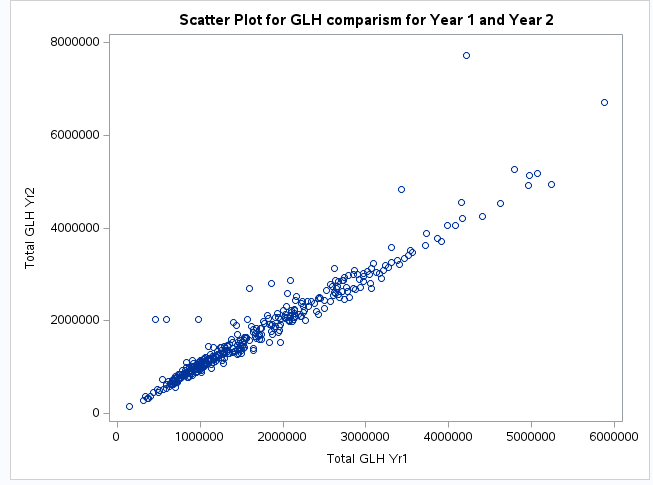 Scatter Plot for GLH comparism for Year 1 and Year 2
8000000
6000000
4000000
2000000
0
Total GLH Yr2
0 1000000 2000000 3000000 4000000 5000000 6000000
Total GLH Yr1